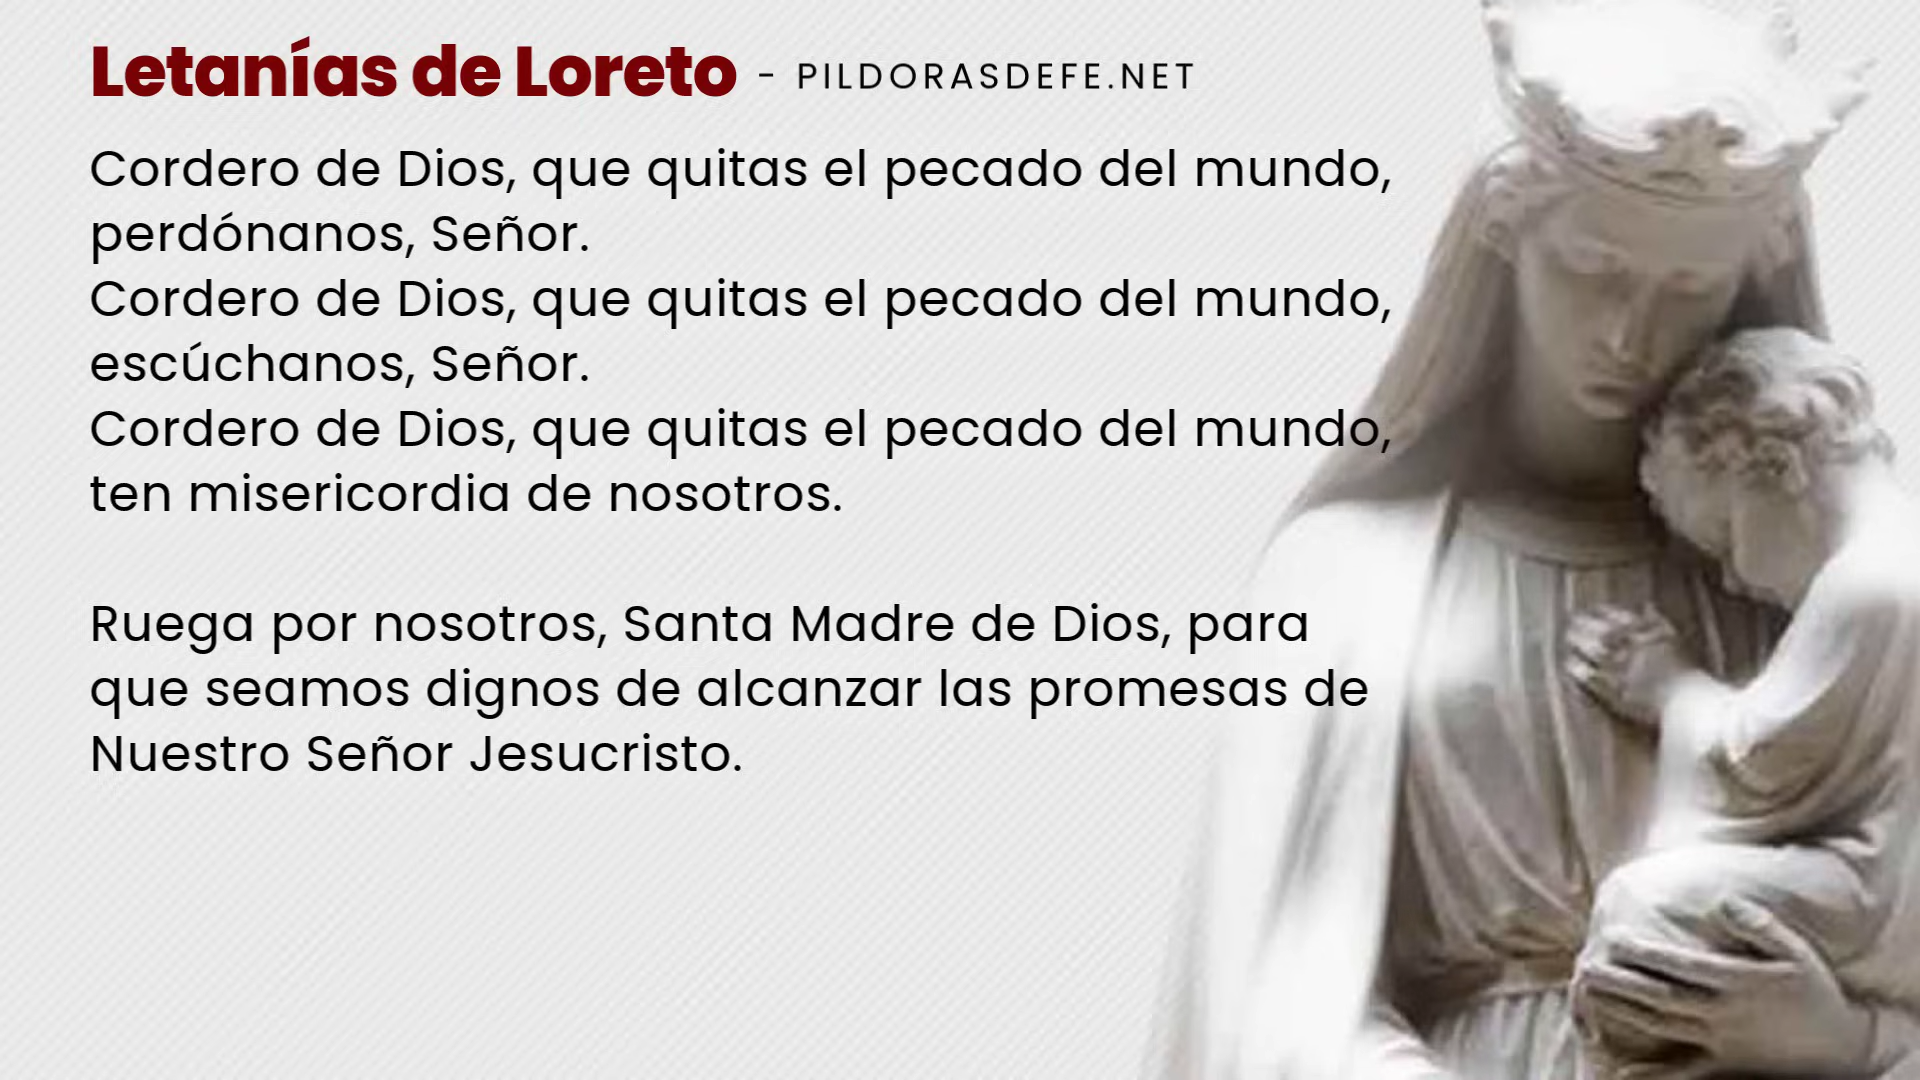 Letanías de Loreto - PILDORASDEFE.NET
Cordero de Dios, que quitas el pecado del mundo,
perdónanos, Señor.
Cordero de Dios, que quitas el pecado del mundo,
escúchanos, Señor.
Cordero de Dios, que quitas el pecado del mundo,
ten misericordia de nosotros.
Ruega por nosotros, Santa Madre de Dios, para
que seamos dignos de alcanzar las promesas de
Nuestro Señor Jesucristo.